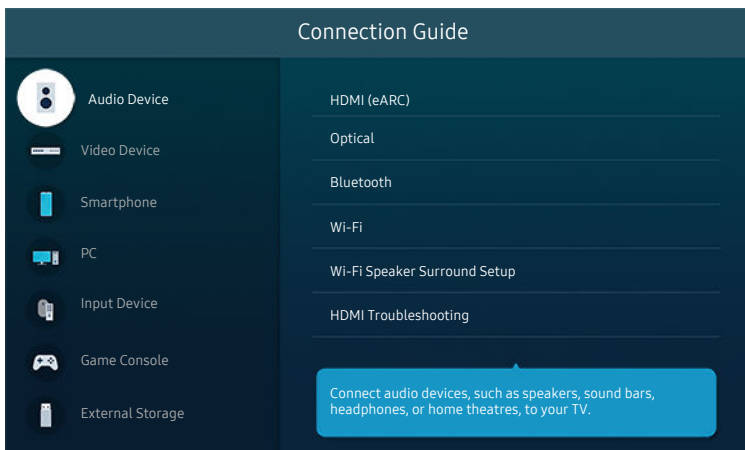 Connection Guide
Audio Device
Video Device
Smartphone
PC
Input Device
Game Console
External Storage
HDMI (eARC)
Optical
Bluetooth
Wi-Fi
Wi-Fi Speaker Surround Setup
HDMI Troubleshooting
Connect audio devices, such as speakers, sound bars,
headphones, or home theatres, to your TV.